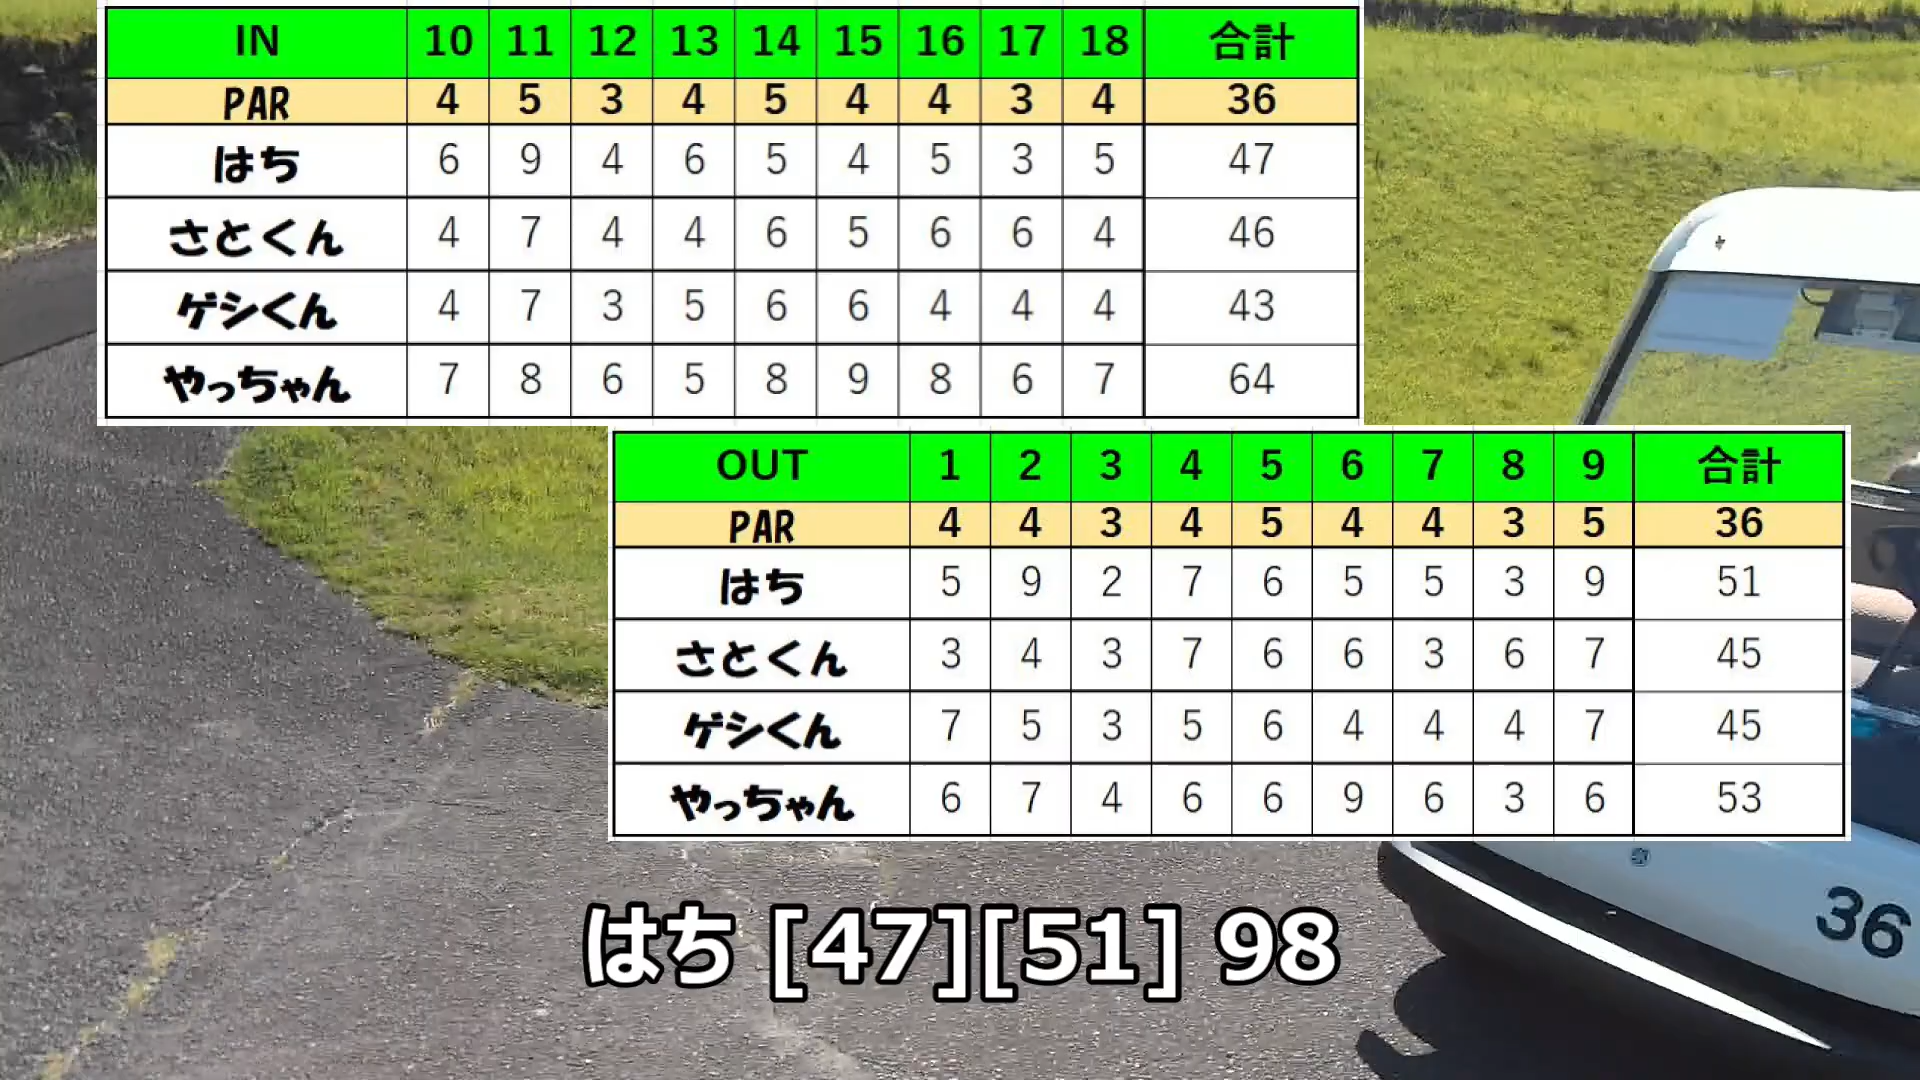 IN 10 11 12 13 14 15 16 17 18 合計
PAR 4 5 3 4 5 4 4 3 4 36
はち 6 9 4 6 5 4 5 3 5 47
さとくん 4 7 4 4 6 5 6 6 4 46
ゲシくん 4 7 3 5 6 6 4 4 4 43
やっちゃん 7 8 6 5 8 9 8 6 7 64
OUT 1 2 3 4 5 6 7 8 9 合計
PAR 4 4 3 4 5 4 4 3 5 36
はち 5 9 2 7 6 5 5 3 9 51
さとくん 3 4 3 7 6 6 3 6 7 45
ゲシくん 7 5 3 5 6 4 4 4 7 45
やっちゃん 6 7 4 6 6 9 6 3 6 53
36
はち [47][51] 98